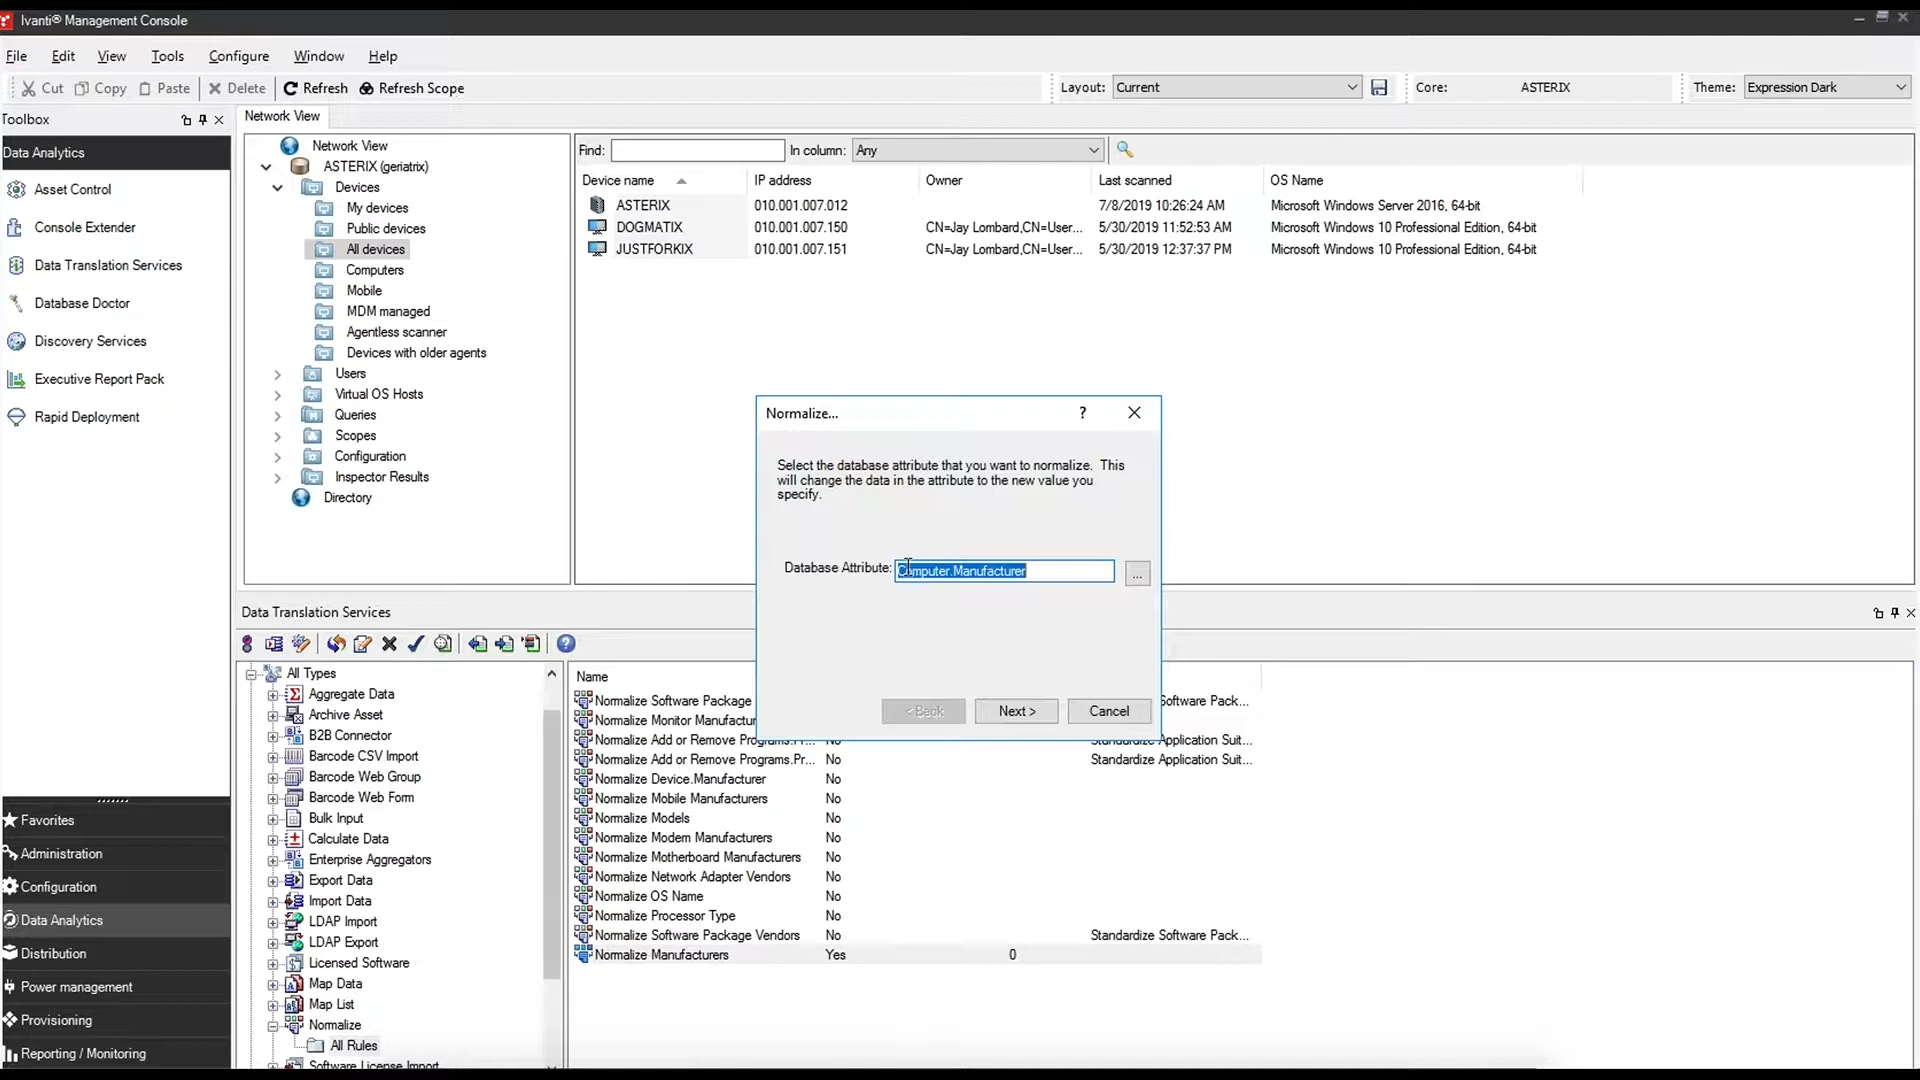 Ivanti® Management Console
File Edit View Tools Configure Window Help
Cut Copy Paste Delete Refresh Refresh Scope
Layout: Current
Core: ASTERIX
Theme: Expression Dark
Toolbox
Data Analytics
Asset Control
Console Extender
Data Translation Services
Database Doctor
Discovery Services
Executive Report Pack
Rapid Deployment
Favorites
Administration
Configuration
Data Analytics
Distribution
Power management
Provisioning
Reporting / Monitoring
Network View
Network View
ASTERIX (geriatrix)
Devices
My devices
Public devices
All devices
Computers
Mobile
MDM managed
Agentless scanner
Devices with older agents
Users
Virtual OS Hosts
Queries
Scopes
Configuration
Inspector Results
Directory
Find: In column: Any
Device name IP address Owner Last scanned OS Name
ASTERIX 010.001.007.012 7/8/2019 10:26:24 AM Microsoft Windows Server 2016, 64-bit
DOGMATIX 010.001.007.150 CN=Jay Lombard,CN=User... 5/30/2019 11:52:53 AM Microsoft Windows 10 Professional Edition, 64-bit
JUSTFORKIX 010.001.007.151 CN=Jay Lombard,CN=User... 5/30/2019 12:37:37 PM Microsoft Windows 10 Professional Edition, 64-bit
Normalize... ?
Select the database attribute that you want to normalize. This
will change the data in the attribute to the new value you
specify.
Database Attribute: Computer.Manufacturer ...
< Back Next > Cancel
Data Translation Services
All Types
Aggregate Data
Archive Asset
B2B Connector
Barcode CSV Import
Barcode Web Group
Barcode Web Form
Bulk Input
Calculate Data
Enterprise Aggregators
Export Data
Import Data
LDAP Import
LDAP Export
Licensed Software
Map Data
Map List
Normalize
All Rules
Software License Import
Name
Normalize Software Package oftware Pack...
Normalize Monitor Manufactur
Normalize Add or Remove Programs.Pr... No Standardize Application Suit...
Normalize Add or Remove Programs.Pr... No Standardize Application Suit...
Normalize Device.Manufacturer No
Normalize Mobile Manufacturers No
Normalize Models No
Normalize Modem Manufacturers No
Normalize Motherboard Manufacturers No
Normalize Network Adapter Vendors No
Normalize OS Name No
Normalize Processor Type No
Normalize Software Package Vendors No Standardize Software Pack...
Normalize Manufacturers Yes 0